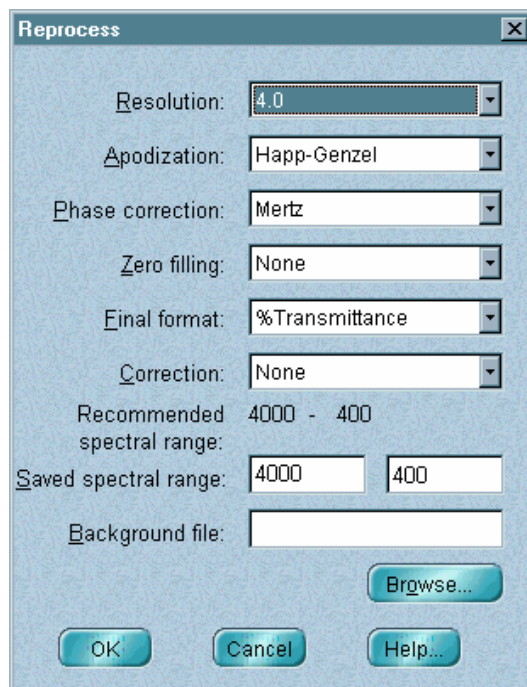 Reprocess
Resolution: 4.0
Apodization: Happ-Genzel
Phase correction: Mertz
Zero filling: None
Final format: %Transmittance
Correction: None
Recommended 4000 - 400
spectral range:
Saved spectral range: 4000 400
Background file:
Browse...
OK Cancel Help...